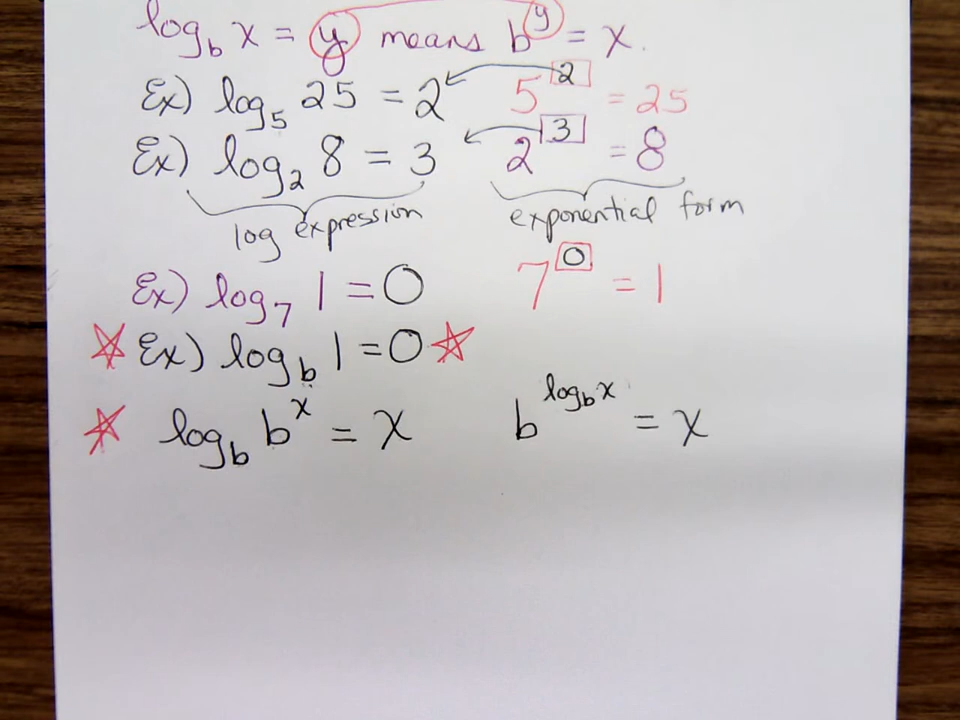 log_b x = y means b^y = x.
Ex) log_5 25 = 2 5^2 = 25
Ex) log_2 8 = 3 2^3 = 8
log expression exponential form
Ex) log_7 1 = 0 7^0 = 1
Ex) log_b 1 = 0
log_b b^x = x b^(log_b x) = x